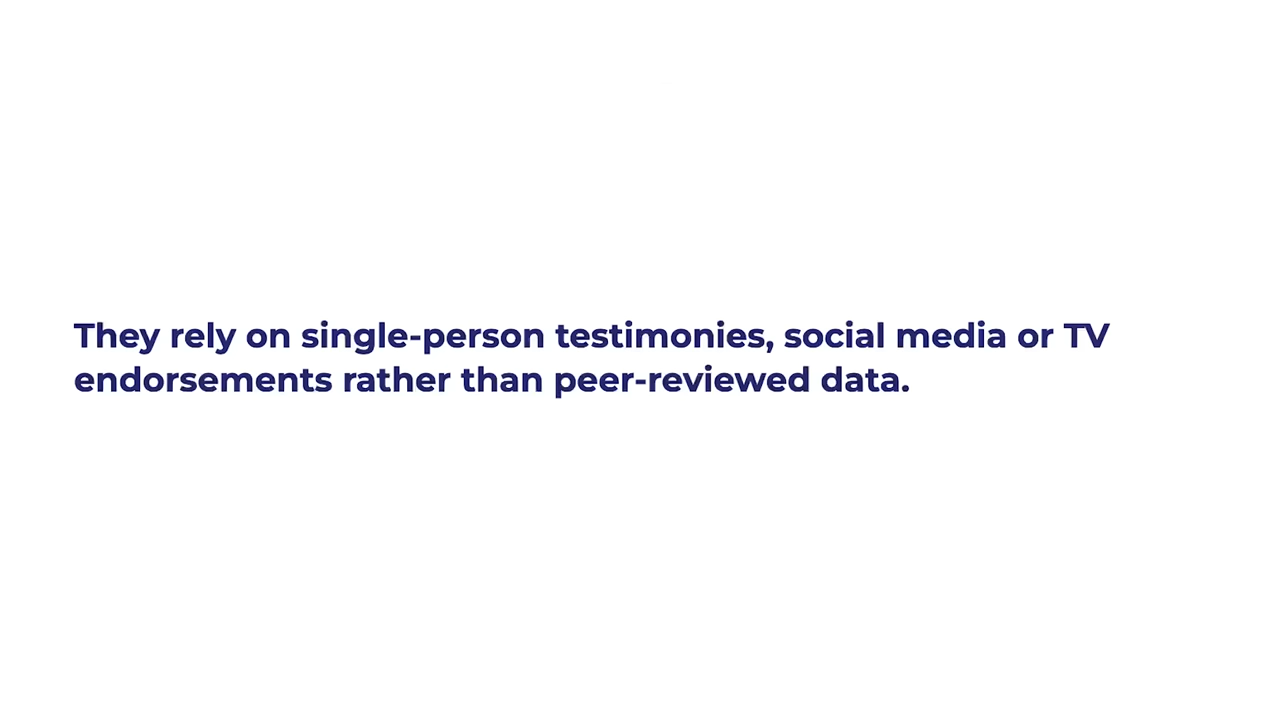 They rely on single-person testimonies, social media or TV
endorsements rather than peer-reviewed data.